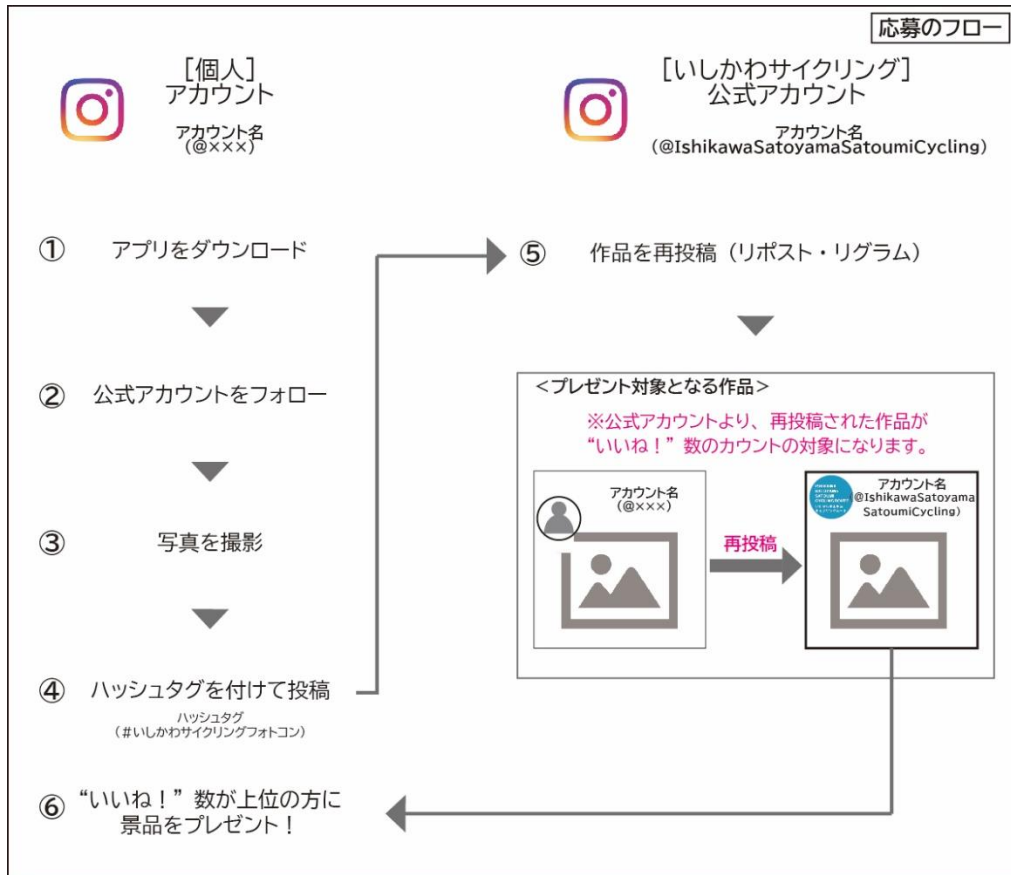 応募のフロー
[個人]
アカウント
アカウント名
(@×××)
[いしかわサイクリング]
公式アカウント
アカウント名
(@IshikawaSatoyamaSatoumiCycling)
① アプリをダウンロード
② 公式アカウントをフォロー
③ 写真を撮影
④ ハッシュタグを付けて投稿
ハッシュタグ
(#いしかわサイクリングフォトコン)
⑤ 作品を再投稿(リポスト・リグラム)
<プレゼント対象となる作品>
※公式アカウントより、再投稿された作品が
“いいね!”数のカウントの対象になります。
アカウント名
(@×××)
再投稿
アカウント名
(@IshikawaSatoyama
SatoumiCycling)
⑥ “いいね!”数が上位の方に
景品をプレゼント!